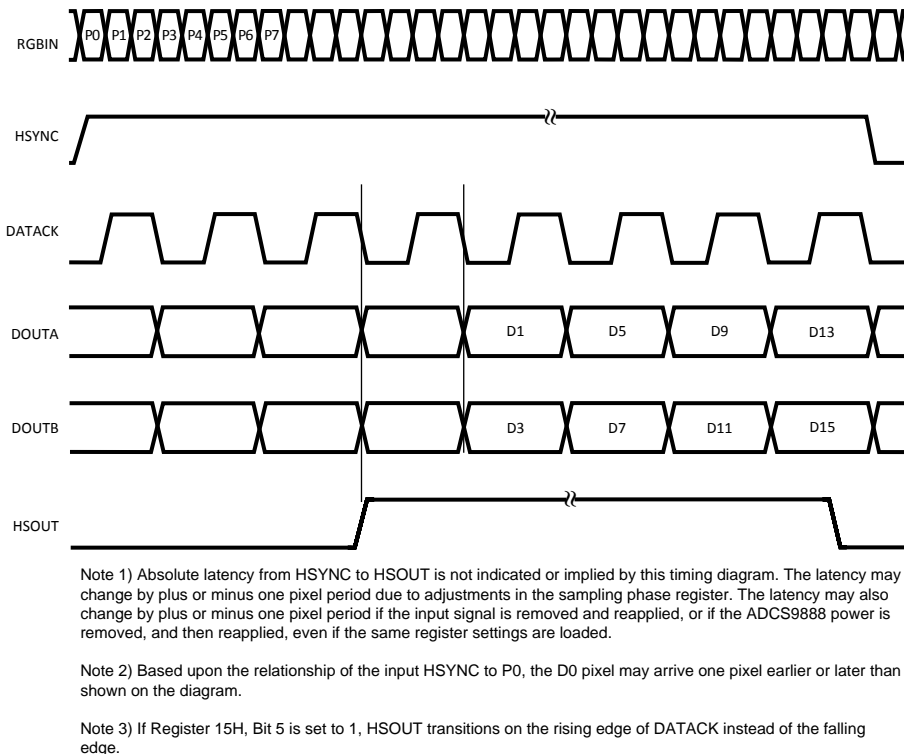 RGBIN P0 P1 P2 P3 P4 P5 P6 P7
HSYNC
DATACK
DOUTA D1 D5 D9 D13
DOUTB D3 D7 D11 D15
HSOUT
Note 1) Absolute latency from HSYNC to HSOUT is not indicated or implied by this timing diagram. The latency may
change by plus or minus one pixel period due to adjustments in the sampling phase register. The latency may also
change by plus or minus one pixel period if the input signal is removed and reapplied, or if the ADCS9888 power is
removed, and then reapplied, even if the same register settings are loaded.
Note 2) Based upon the relationship of the input HSYNC to P0, the D0 pixel may arrive one pixel earlier or later than
shown on the diagram.
Note 3) If Register 15H, Bit 5 is set to 1, HSOUT transitions on the rising edge of DATACK instead of the falling
edge.